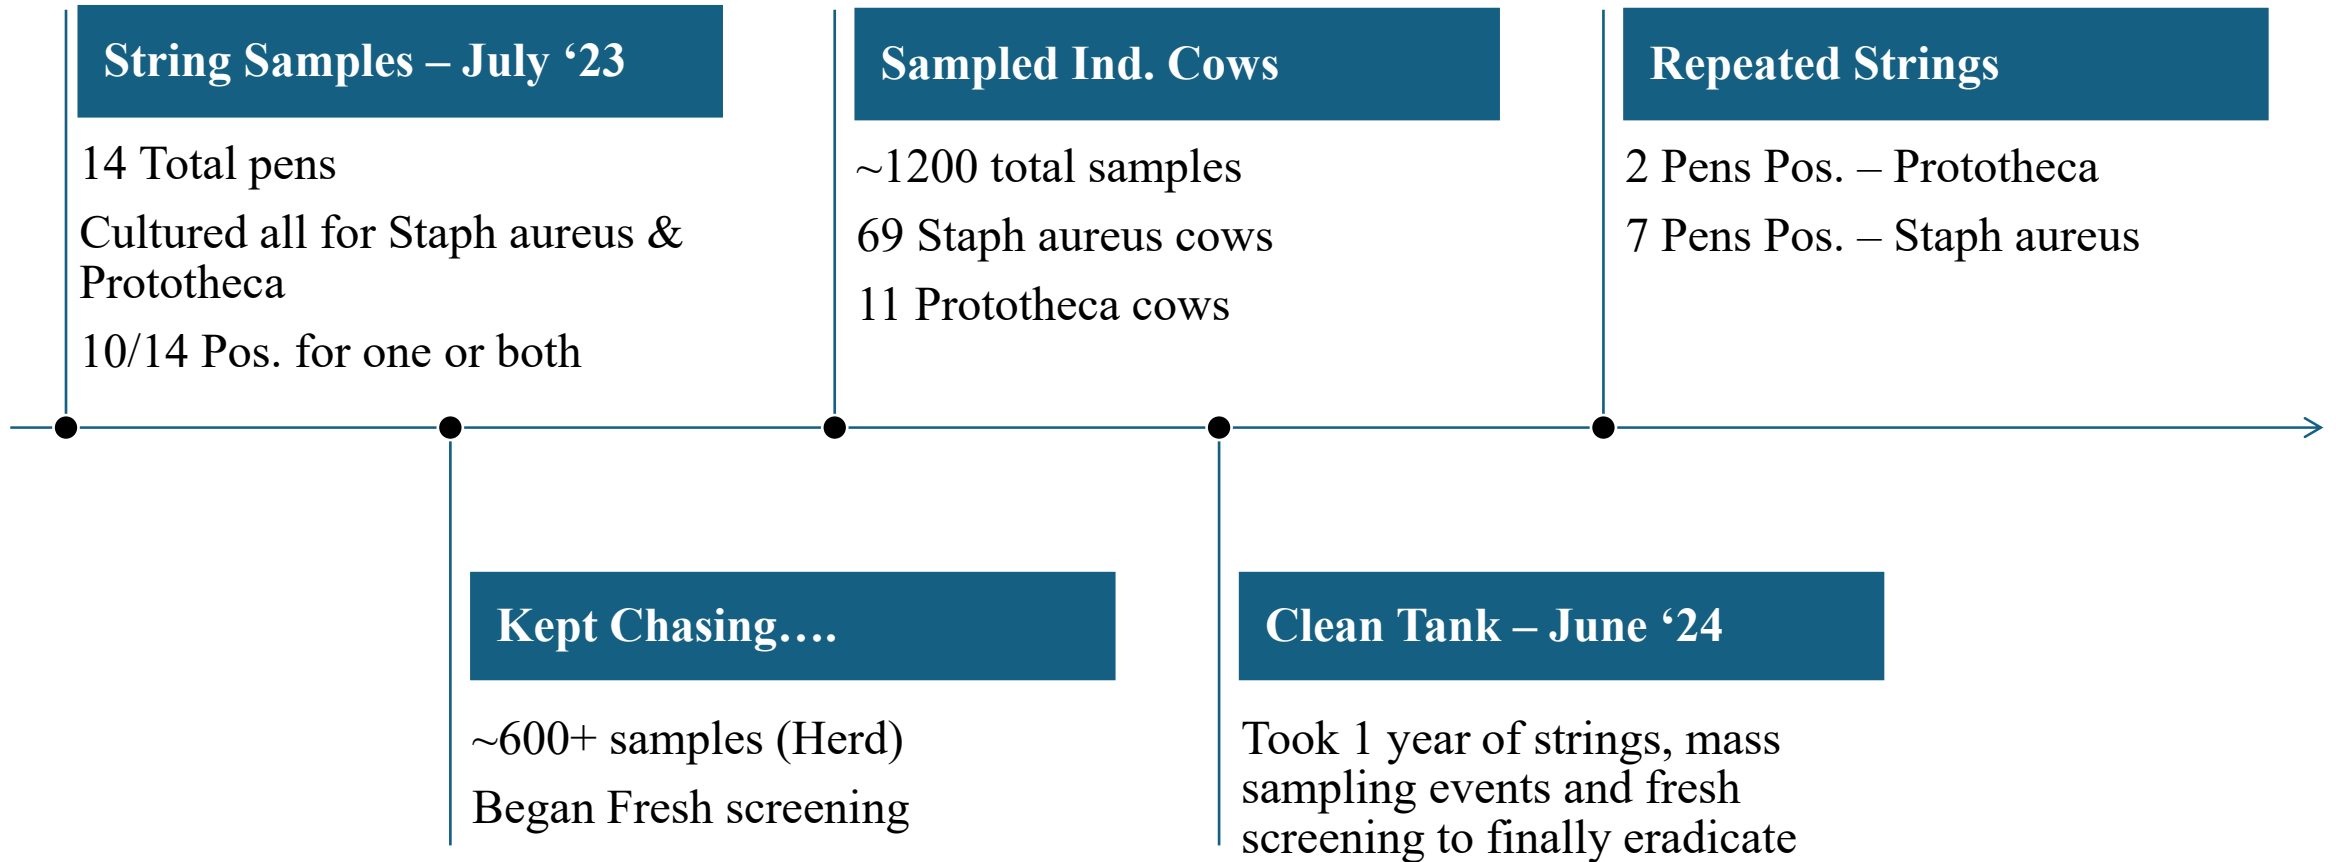 String Samples – July ‘23
14 Total pens
Cultured all for Staph aureus &
Prototheca
10/14 Pos. for one or both
Sampled Ind. Cows
~1200 total samples
69 Staph aureus cows
11 Prototheca cows
Repeated Strings
2 Pens Pos. – Prototheca
7 Pens Pos. – Staph aureus
Kept Chasing….
~600+ samples (Herd)
Began Fresh screening
Clean Tank – June ‘24
Took 1 year of strings, mass
sampling events and fresh
screening to finally eradicate